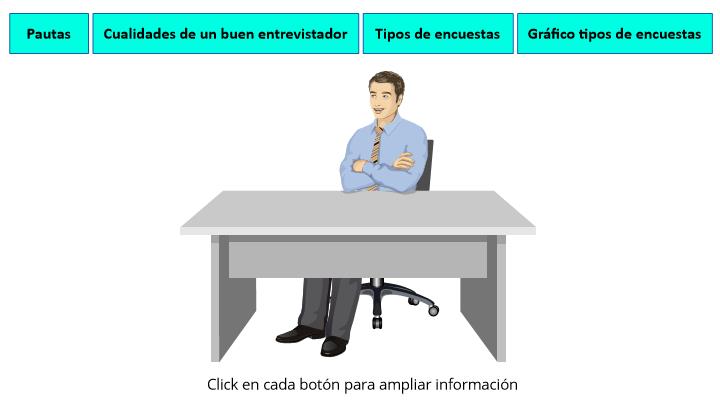 Pautas
Cualidades de un buen entrevistador
Tipos de encuestas
Gráfico tipos de encuestas
Click en cada botón para ampliar información